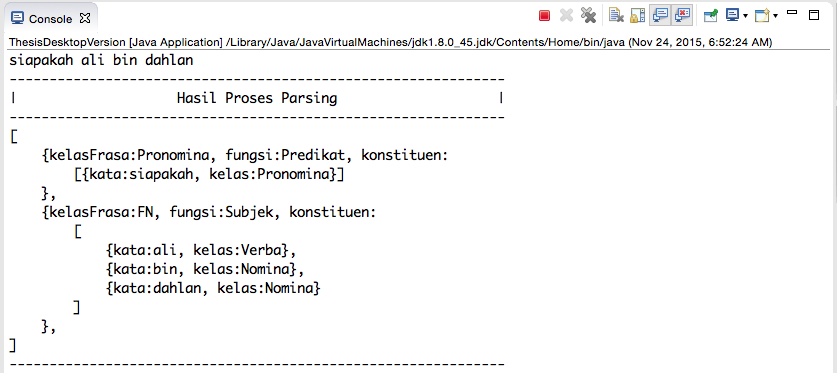 Console
ThesisDesktopVersion [Java Application] /Library/Java/JavaVirtualMachines/jdk1.8.0_45.jdk/Contents/Home/bin/java (Nov 24, 2015, 6:52:24 AM)
siapakah ali bin dahlan
--------------------------------------------------------------
|                    Hasil Proses Parsing                    |
--------------------------------------------------------------
[
    {kelasFrasa:Pronomina, fungsi:Predikat, konstituen:
        [{kata:siapakah, kelas:Pronomina}]
    },
    {kelasFrasa:FN, fungsi:Subjek, konstituen:
        [
            {kata:ali, kelas:Verba},
            {kata:bin, kelas:Nomina},
            {kata:dahlan, kelas:Nomina}
        ]
    },
]
--------------------------------------------------------------